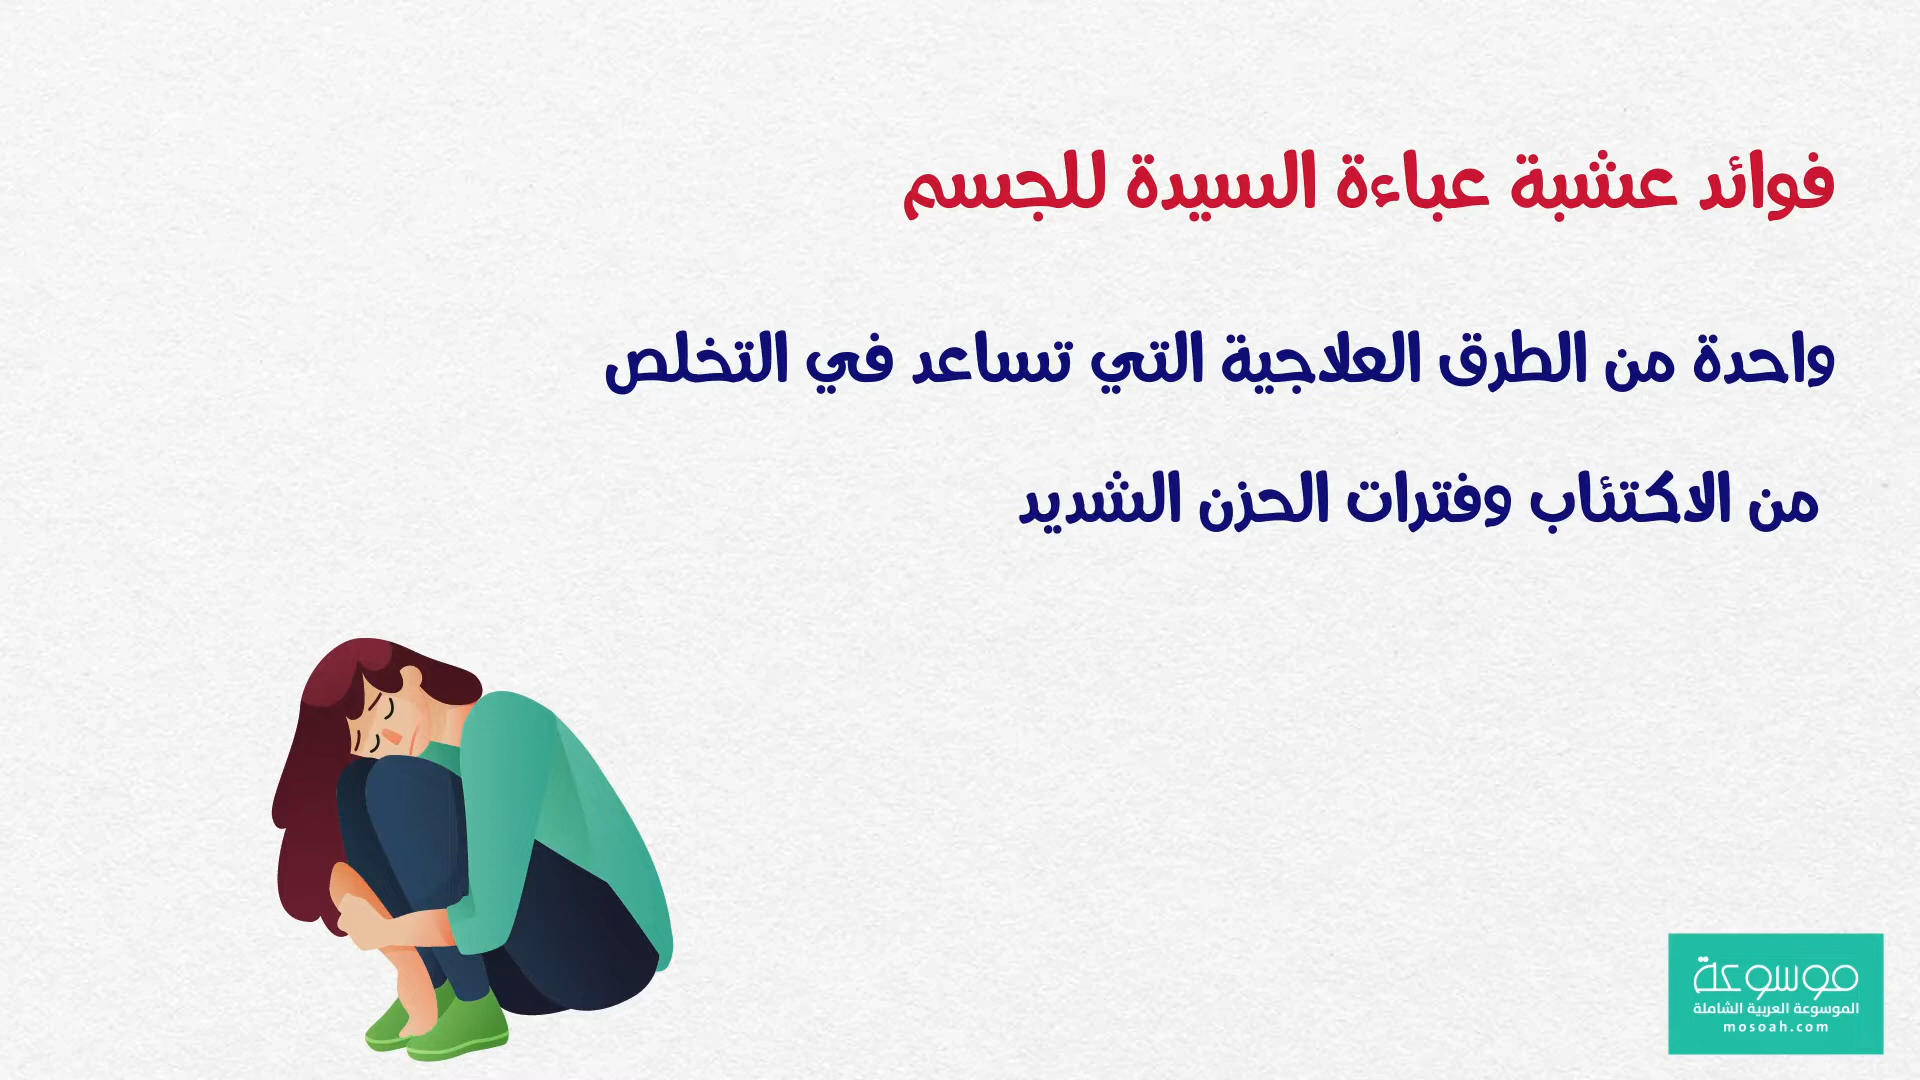 فوائد عشبة عباءة السيدة للجسم
واحدة من الطرق العلاجية التي تساعد في التخلص
من الاكتئاب وفترات الحزن الشديد
موسوعة
الموسوعة العربية الشاملة
mosoah.com